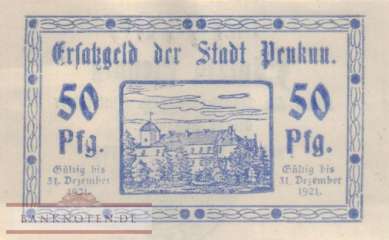 Ersatzgeld der Stadt Penkun.
50 Pfg.
Gültig bis
31. Dezember
1921.
50 Pfg.
Gültig bis
31. Dezember
1921.
BANKNOTEN.DE